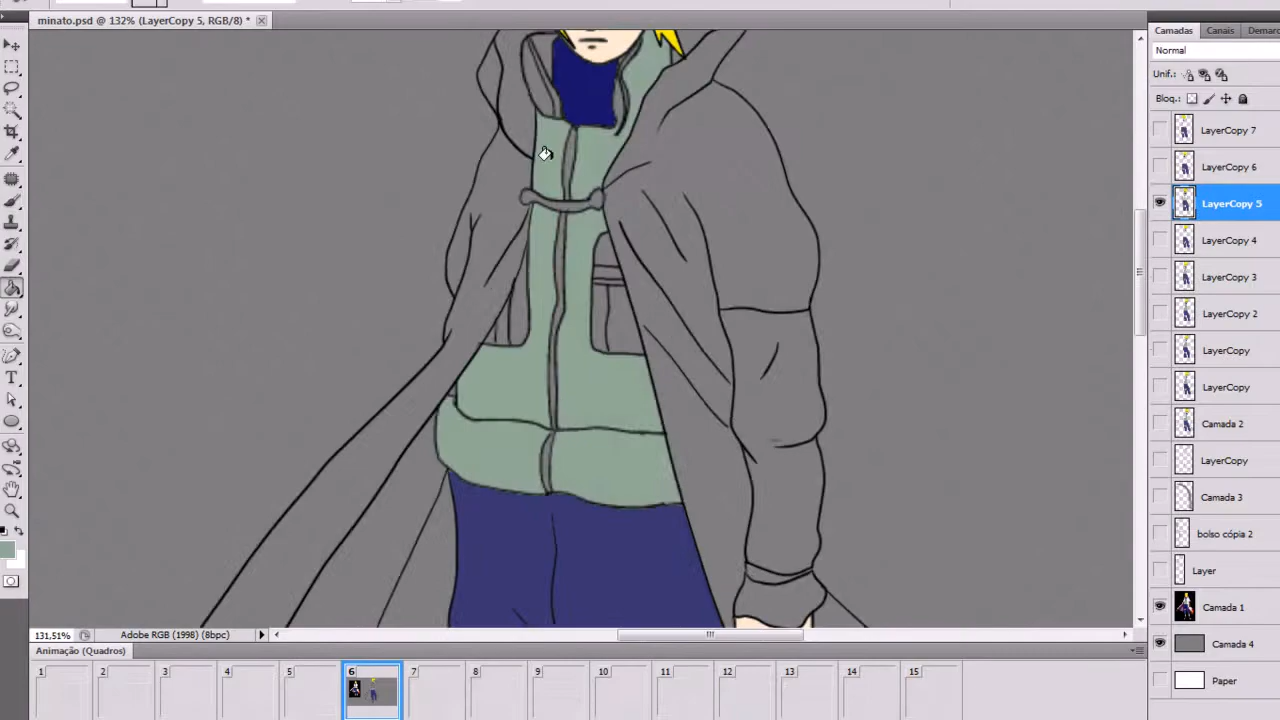 minato.psd @ 132% (LayerCopy 5, RGB/8) *
Camadas Canais Demarc
Normal
Unif.:
Bloq.:
LayerCopy 7
LayerCopy 6
LayerCopy 5
LayerCopy 4
LayerCopy 3
LayerCopy 2
LayerCopy
LayerCopy
Camada 2
LayerCopy
Camada 3
bolso cópia 2
Layer
Camada 1
Camada 4
Paper
131,51% Adobe RGB (1998) (8bpc)
Animação (Quadros)
1 2 3 4 5 6 7 8 9 10 11 12 13 14 15